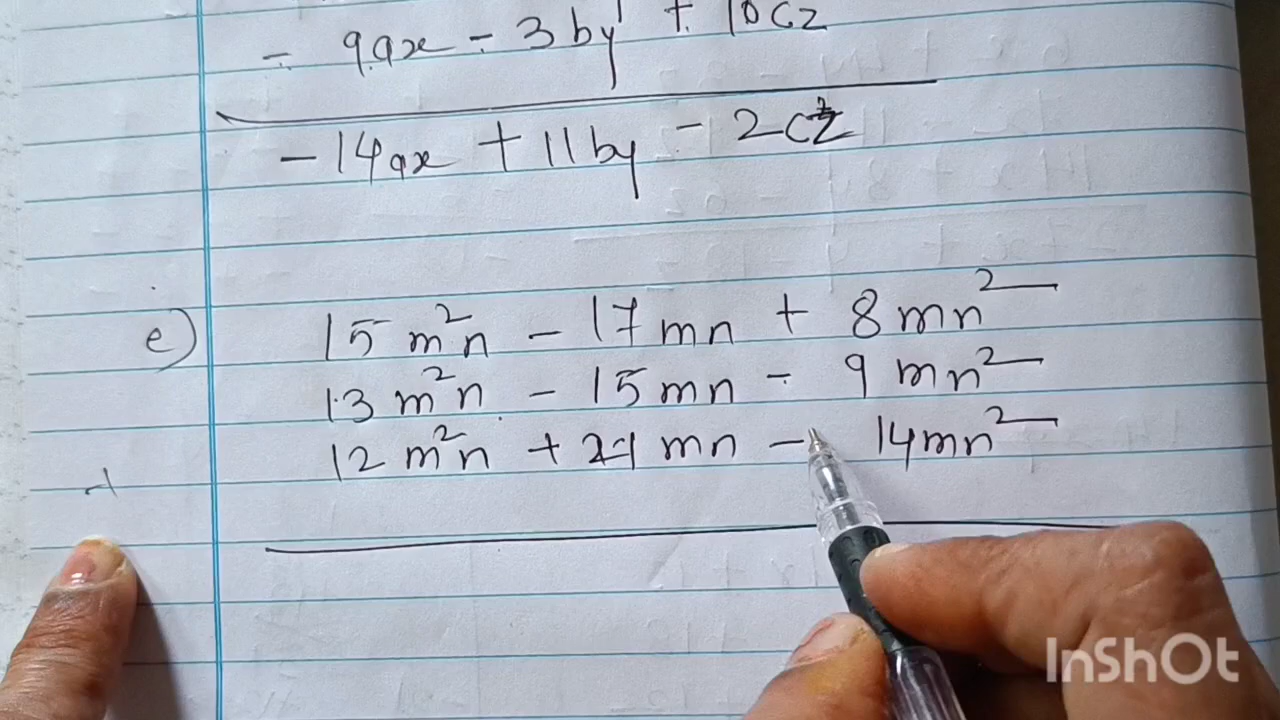 - 9ax - 3by + 10cz
- 14ax + 11by - 2cz
e) 15m²n - 17mn + 8mn²
13m²n - 15mn - 9mn²
12m²n + 21mn - 14mn²
InShOt